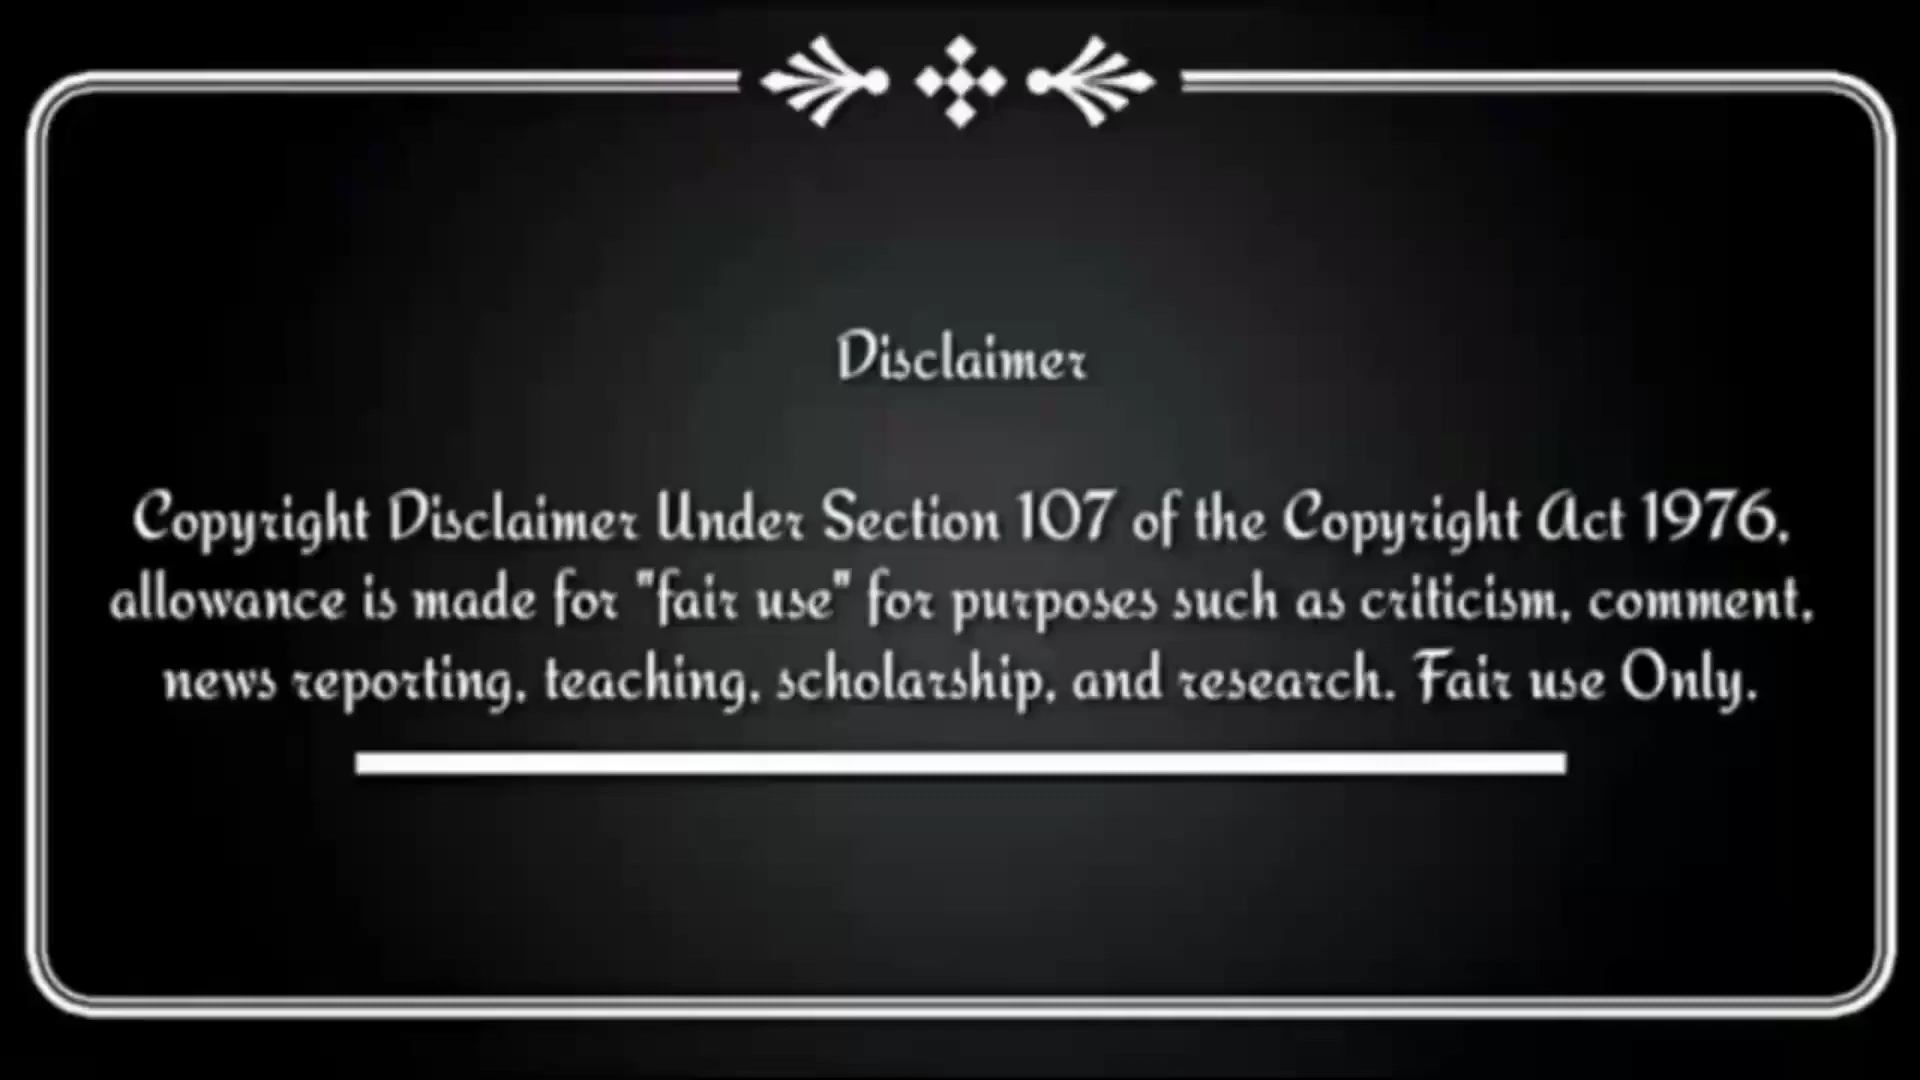 Disclaimer
Copyright Disclaimer Under Section 107 of the Copyright Act 1976,
allowance is made for "fair use" for purposes such as criticism, comment,
news reporting, teaching, scholarship, and research. Fair use Only.